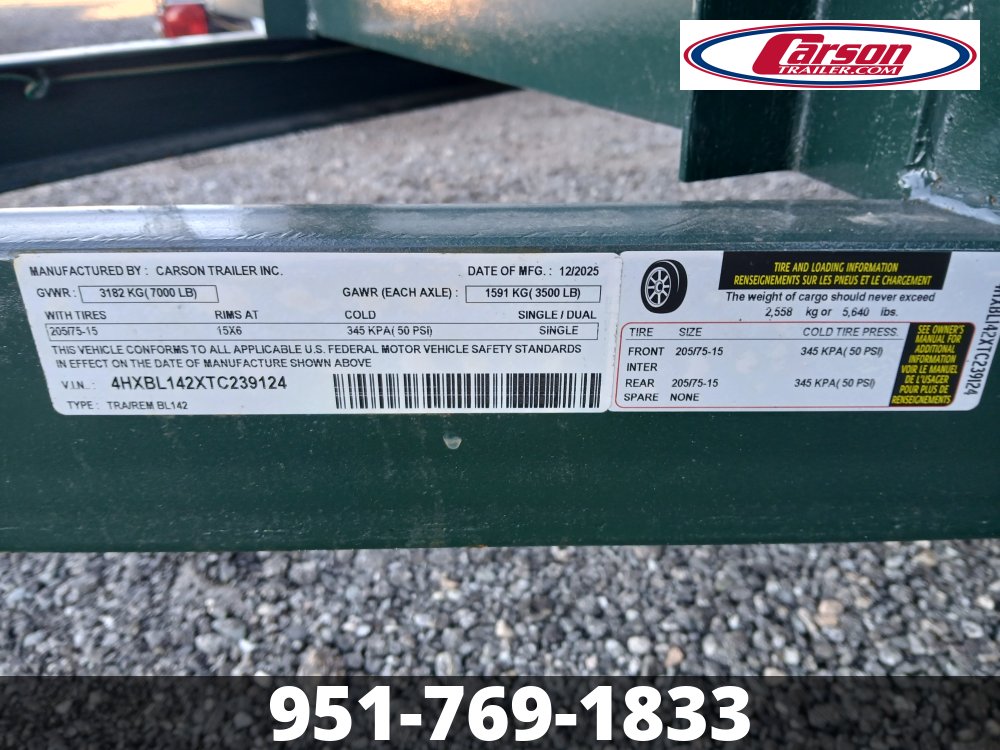 Carson
TRAILER.COM
MANUFACTURED BY : CARSON TRAILER INC.
DATE OF MFG. : 12/2025
GVWR : 3182 KG( 7000 LB)
GAWR (EACH AXLE) : 1591 KG( 3500 LB)
WITH TIRES RIMS AT COLD SINGLE / DUAL
205/75-15 15X6 345 KPA( 50 PSI) SINGLE
THIS VEHICLE CONFORMS TO ALL APPLICABLE U.S. FEDERAL MOTOR VEHICLE SAFETY STANDARDS
IN EFFECT ON THE DATE OF MANUFACTURE SHOWN ABOVE
V.I.N. : 4HXBL142XTC239124
TYPE : TRA/REM BL142
TIRE AND LOADING INFORMATION
RENSEIGNEMENTS SUR LES PNEUS ET LE CHARGEMENT
The weight of cargo should never exceed
2,558 kg or 5,640 lbs.
TIRE SIZE COLD TIRE PRESS.
FRONT 205/75-15 345 KPA( 50 PSI)
INTER
REAR 205/75-15 345 KPA( 50 PSI)
SPARE NONE
SEE OWNER'S
MANUAL FOR
ADDITIONAL
INFORMATION
VOIR LE MANUEL
DE L'USAGER
POUR PLUS DE
RENSEIGNEMENTS
4HXBL142XTC239124
951-769-1833